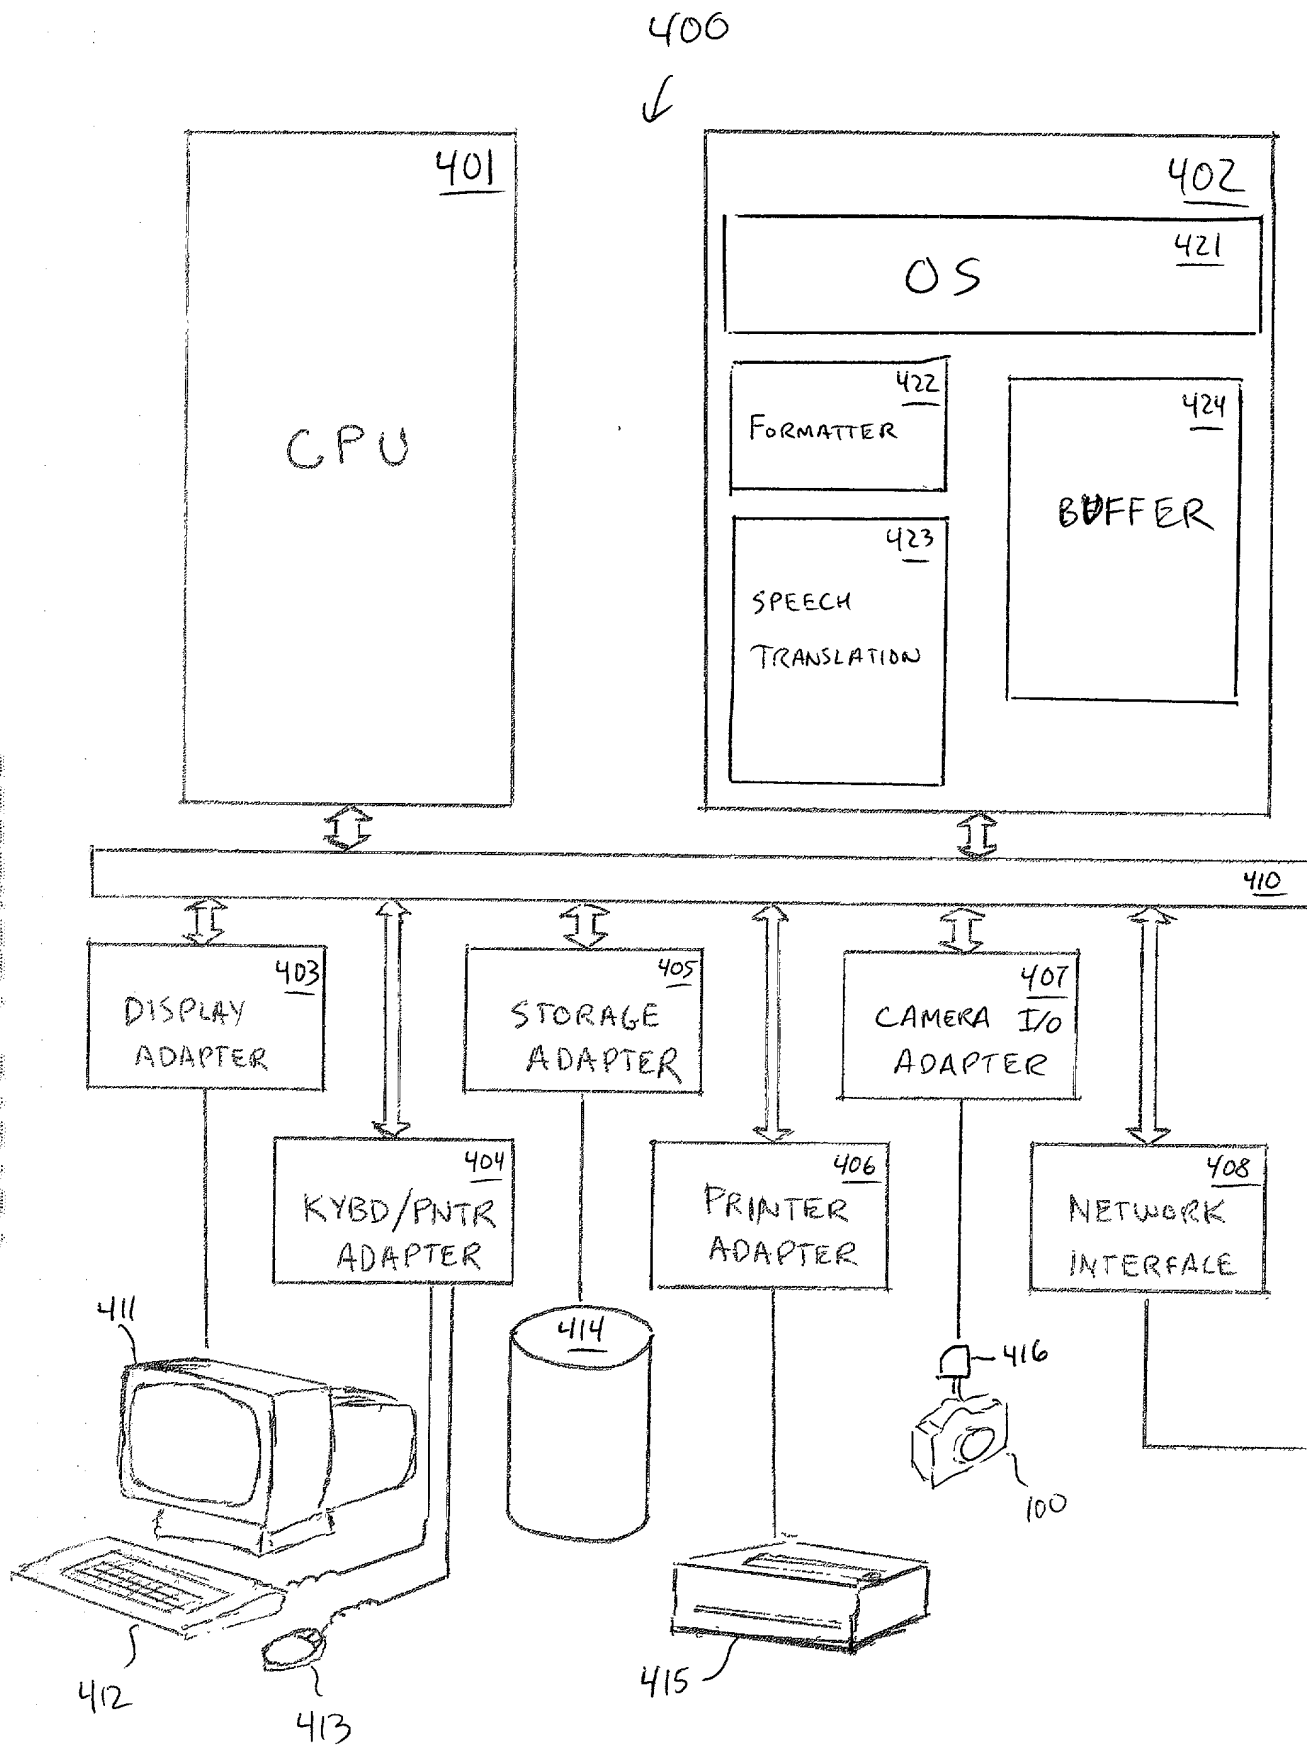 400
401
CPU
402
421
OS
422
FORMATTER
424
BUFFER
423
SPEECH
TRANSLATION
410
403
DISPLAY
ADAPTER
405
STORAGE
ADAPTER
407
CAMERA I/O
ADAPTER
404
KYBD/PNTR
ADAPTER
406
PRINTER
ADAPTER
408
NETWORK
INTERFACE
411
414
416
100
412
413
415